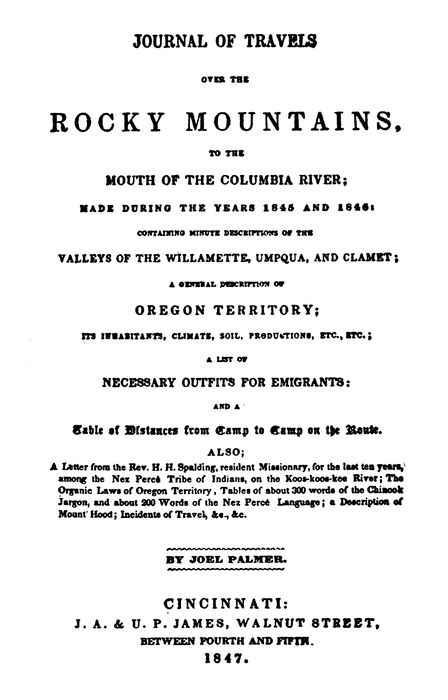 JOURNAL OF TRAVELS
OVER THE
ROCKY MOUNTAINS,
TO THE
MOUTH OF THE COLUMBIA RIVER;
MADE DURING THE YEARS 1845 AND 1846:
CONTAINING MINUTE DESCRIPTIONS OF THE
VALLEYS OF THE WILLAMETTE, UMPQUA, AND CLAMET;
A GENERAL DESCRIPTION OF
OREGON TERRITORY;
ITS INHABITANTS, CLIMATE, SOIL, PRODUCTIONS, ETC., ETC.;
A LIST OF
NECESSARY OUTFITS FOR EMIGRANTS:
AND A
Table of Distances from Camp to Camp on the Route.
ALSO;
A Letter from the Rev. H. H. Spalding, resident Missionary, for the last ten years,
among the Nez Percé Tribe of Indians, on the Koos-koos-kee River; The
Organic Laws of Oregon Territory, Tables of about 300 words of the Chinook
Jargon, and about 200 Words of the Nez Percé Language; a Description of
Mount Hood; Incidents of Travel, &c., &c.
BY JOEL PALMER.
CINCINNATI:
J. A. & U. P. JAMES, WALNUT STREET,
BETWEEN FOURTH AND FIFTH.
1847.